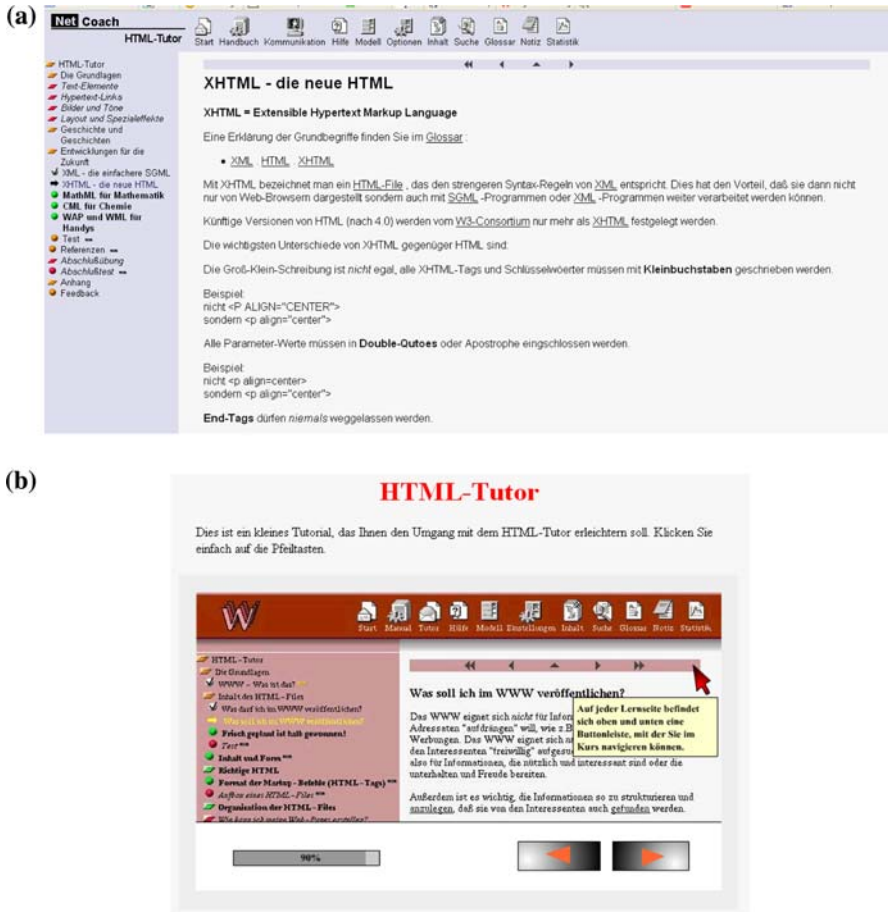 (a)
Net Coach
HTML-Tutor
Start Handbuch Kommunikation Hilfe Modell Optionen Inhalt Suche Glossar Notiz Statistik
HTML-Tutor
Die Grundlagen
Text-Elemente
Hypertext-Links
Bilder und Töne
Layout und Spezialeffekte
Geschichte und
Geschichten
Entwicklungen für die
Zukunft
XML - die einfachere SGML
XHTML - die neue HTML
MathML für Mathematik
CML für Chemie
WAP und WML für
Handys
Test
Referenzen
Abschlußübung
Abschlußtest
Anhang
Feedback
XHTML - die neue HTML
XHTML = Extensible Hypertext Markup Language
Eine Erklärung der Grundbegriffe finden Sie im Glossar :
• XML . HTML . XHTML
Mit XHTML bezeichnet man ein HTML-File , das den strengeren Syntax-Regeln von XML entspricht. Dies hat den Vorteil, daß sie dann nicht
nur von Web-Browsern dargestellt sondern auch mit SGML -Programmen oder XML -Programmen weiter verarbeitet werden können.
Künftige Versionen von HTML (nach 4.0) werden vom W3-Consortium nur mehr als XHTML festgelegt werden.
Die wichtigsten Unterschiede von XHTML gegenüger HTML sind:
Die Groß-Klein-Schreibung ist nicht egal, alle XHTML-Tags und Schlüsselwöerter müssen mit Kleinbuchstaben geschrieben werden.
Beispiel:
nicht <P ALIGN="CENTER">
sondern <p align="center">
Alle Parameter-Werte müssen in Double-Qutoes oder Apostrophe eingschlossen werden.
Beispiel:
nicht <p align=center>
sondern <p align="center">
End-Tags dürfen niemals weggelassen werden.
(b)
HTML-Tutor
Dies ist ein kleines Tutorial, das Ihnen den Umgang mit dem HTML-Tutor erleichtern soll. Klicken Sie
einfach auf die Pfeiltasten.
W
Start Manual Tutor Hilfe Modell Einstellungen Inhalt Suche Glossar Notiz Statistik
HTML-Tutor
Die Grundlagen
WWW - Was ist das?
Inhalt des HTML-Files
Was darf ich im WWW veröffentlichen?
Was soll ich im WWW veröffentlichen?
Frisch geplant ist halb gewonnen!
Test
Inhalt und Form
Richtige HTML
Format der Markup-Befehle (HTML-Tags)
Aufbau eines HTML-Files
Organisation der HTML-Files
Wie kann ich meine Web-Pages erstellen?
Was soll ich im WWW veröffentlichen?
Das WWW eignet sich nicht für Infor
Adressaten "aufdrängen" will, wie z.B
Werbungen. Das WWW eignet sich
den Interessenten "freiwillig" aufgesu
also für Informationen, die nützlich und interessant sind oder die
unterhalten und Freude bereiten.
Außerdem ist es wichtig, die Informationen so zu strukturieren und
anzulegen, daß sie von den Interessenten auch gefunden werden.
Auf jeder Lernseite befindet
sich oben und unten eine
Buttonleiste, mit der Sie im
Kurs navigieren können.
90%